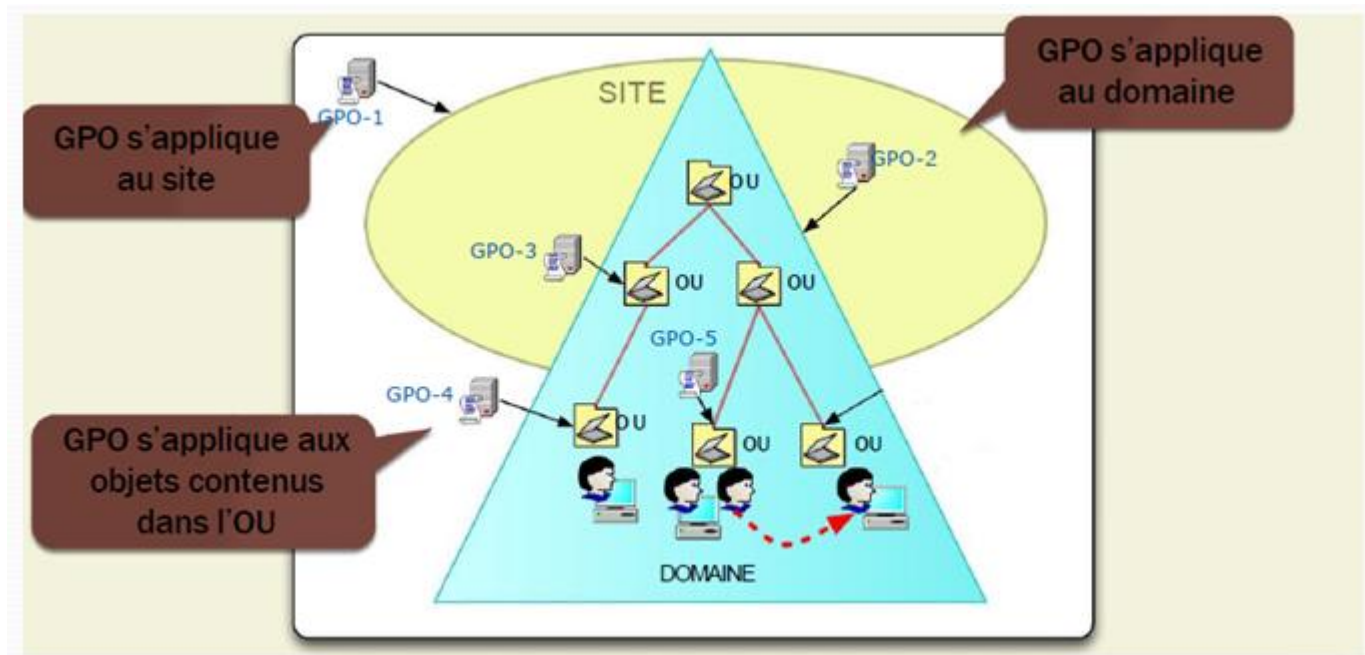 GPO s'applique
au site
GPO-1
SITE
GPO s'applique
au domaine
OU
GPO-2
GPO-3
OU
OU
GPO-5
GPO-4
OU
OU
OU
GPO s'applique aux
objets contenus
dans l'OU
DOMAINE